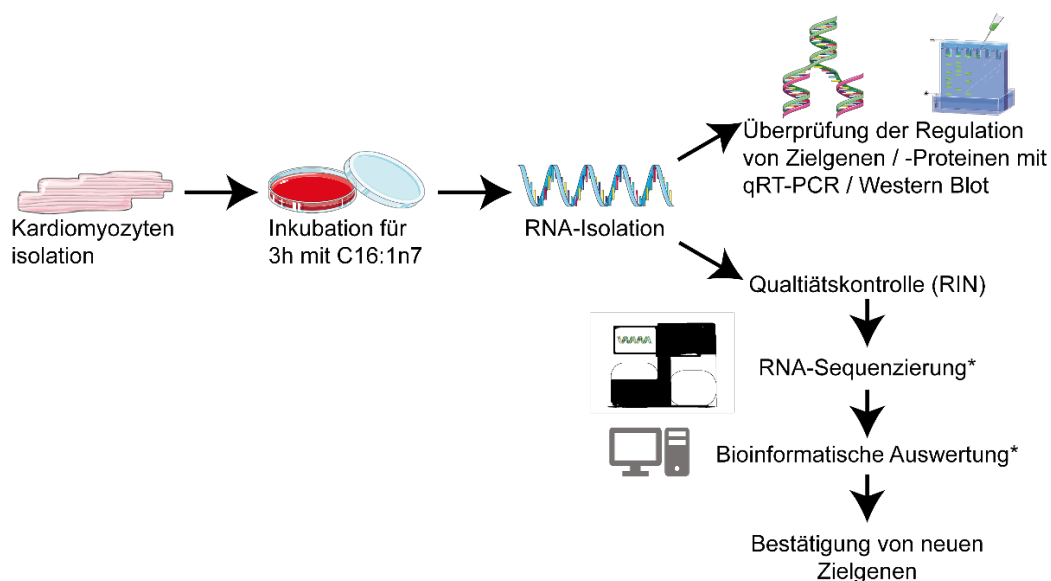 Kardiomyozyten
isolation
Inkubation für
3h mit C16:1n7
RNA-Isolation
Überprüfung der Regulation
von Zielgenen / -Proteinen mit
qRT-PCR / Western Blot
Qualtiätskontrolle (RIN)
RNA-Sequenzierung*
Bioinformatische Auswertung*
Bestätigung von neuen
Zielgenen